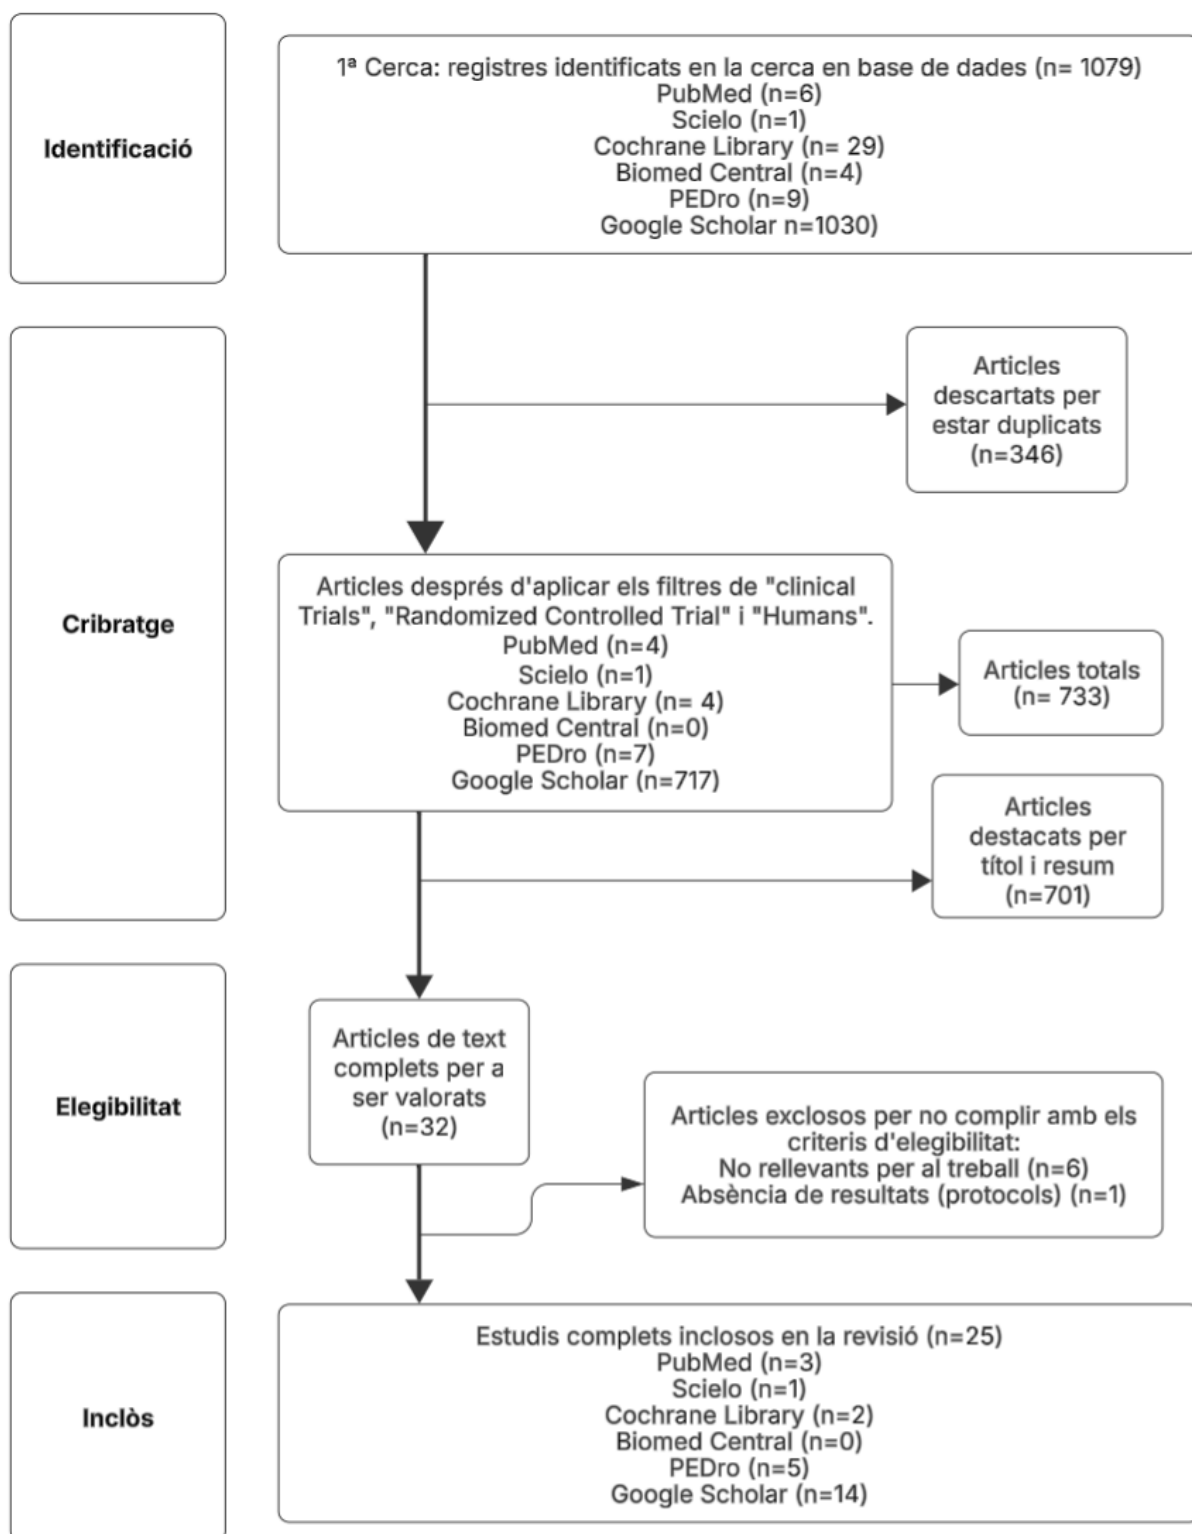 Identificació
1ª Cerca: registres identificats en la cerca en base de dades (n= 1079)
PubMed (n=6)
Scielo (n=1)
Cochrane Library (n= 29)
Biomed Central (n=4)
PEDro (n=9)
Google Scholar n=1030)
Cribratge
Articles
descartats per
estar duplicats
(n=346)
Articles després d'aplicar els filtres de "clinical
Trials", "Randomized Controlled Trial" i "Humans".
PubMed (n=4)
Scielo (n=1)
Cochrane Library (n= 4)
Biomed Central (n=0)
PEDro (n=7)
Google Scholar (n=717)
Articles totals
(n= 733)
Articles
destacats per
títol i resum
(n=701)
Elegibilitat
Articles de text
complets per a
ser valorats
(n=32)
Articles exclosos per no complir amb els
criteris d'elegibilitat:
No rellevants per al treball (n=6)
Absència de resultats (protocols) (n=1)
Inclòs
Estudis complets inclosos en la revisió (n=25)
PubMed (n=3)
Scielo (n=1)
Cochrane Library (n=2)
Biomed Central (n=0)
PEDro (n=5)
Google Scholar (n=14)